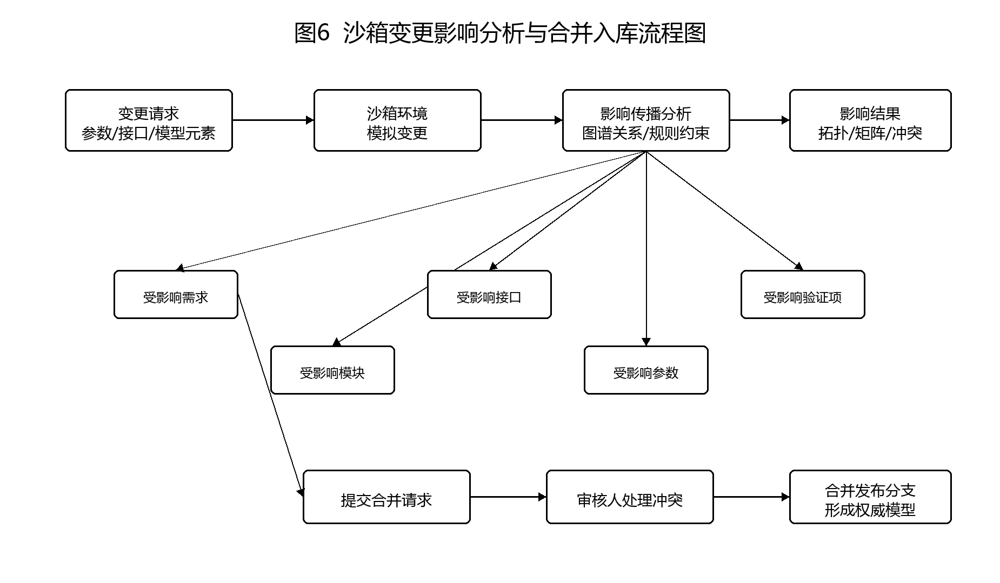 图6 沙箱变更影响分析与合并入库流程图
变更请求
参数/接口/模型元素
沙箱环境
模拟变更
影响传播分析
图谱关系/规则约束
影响结果
拓扑/矩阵/冲突
受影响需求
受影响接口
受影响验证项
受影响模块
受影响参数
提交合并请求
审核人处理冲突
合并发布分支
形成权威模型